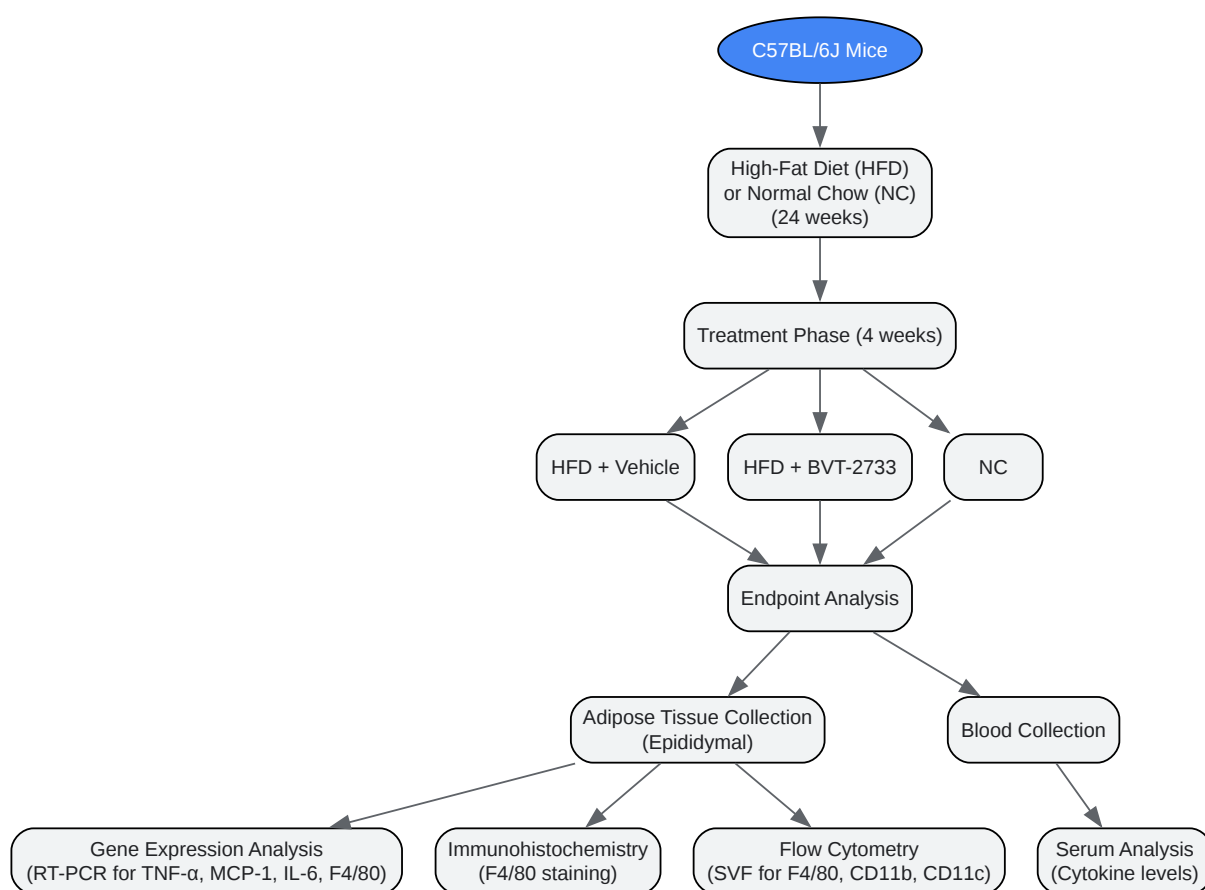 C57BL/6J Mice
High-Fat Diet (HFD)
or Normal Chow (NC)
(24 weeks)
Treatment Phase (4 weeks)
HFD + Vehicle
HFD + BVT-2733
NC
Endpoint Analysis
Adipose Tissue Collection
(Epididymal)
Blood Collection
Gene Expression Analysis
(RT-PCR for TNF-α, MCP-1, IL-6, F4/80)
Immunohistochemistry
(F4/80 staining)
Flow Cytometry
(SVF for F4/80, CD11b, CD11c)
Serum Analysis
(Cytokine levels)